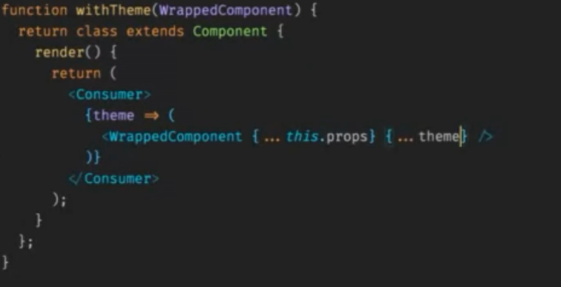 function withTheme(WrappedComponent) {
  return class extends Component {
    render() {
      return (
        <Consumer>
          {theme => (
            <WrappedComponent {...this.props} {...theme} />
          )}
        </Consumer>
      );
    }
  };
}